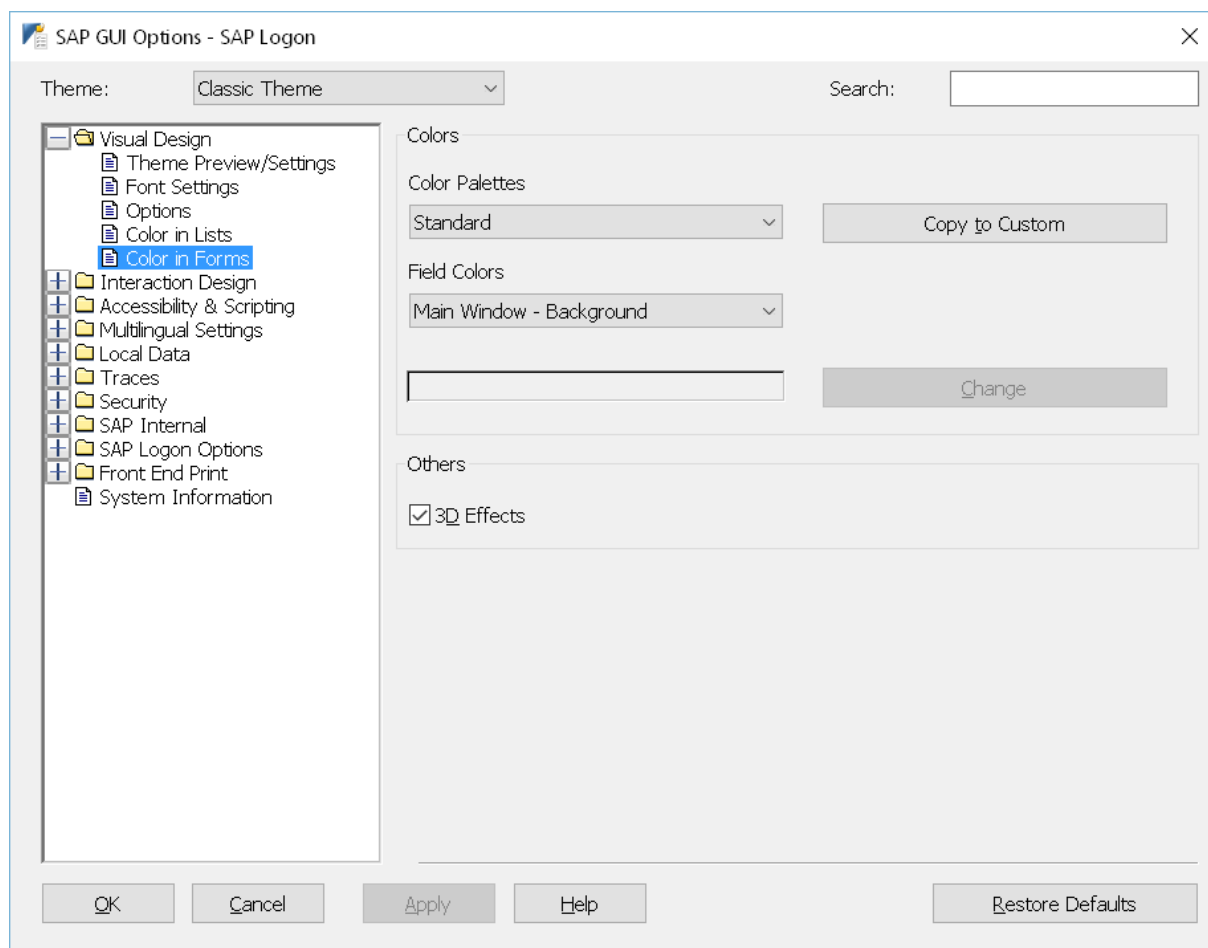 SAP GUI Options - SAP Logon
Theme: Classic Theme Search:
Visual Design
Theme Preview/Settings
Font Settings
Options
Color in Lists
Color in Forms
Interaction Design
Accessibility & Scripting
Multilingual Settings
Local Data
Traces
Security
SAP Internal
SAP Logon Options
Front End Print
System Information
Colors
Color Palettes
Standard Copy to Custom
Field Colors
Main Window - Background
Change
Others
3D Effects
OK Cancel Apply Help Restore Defaults